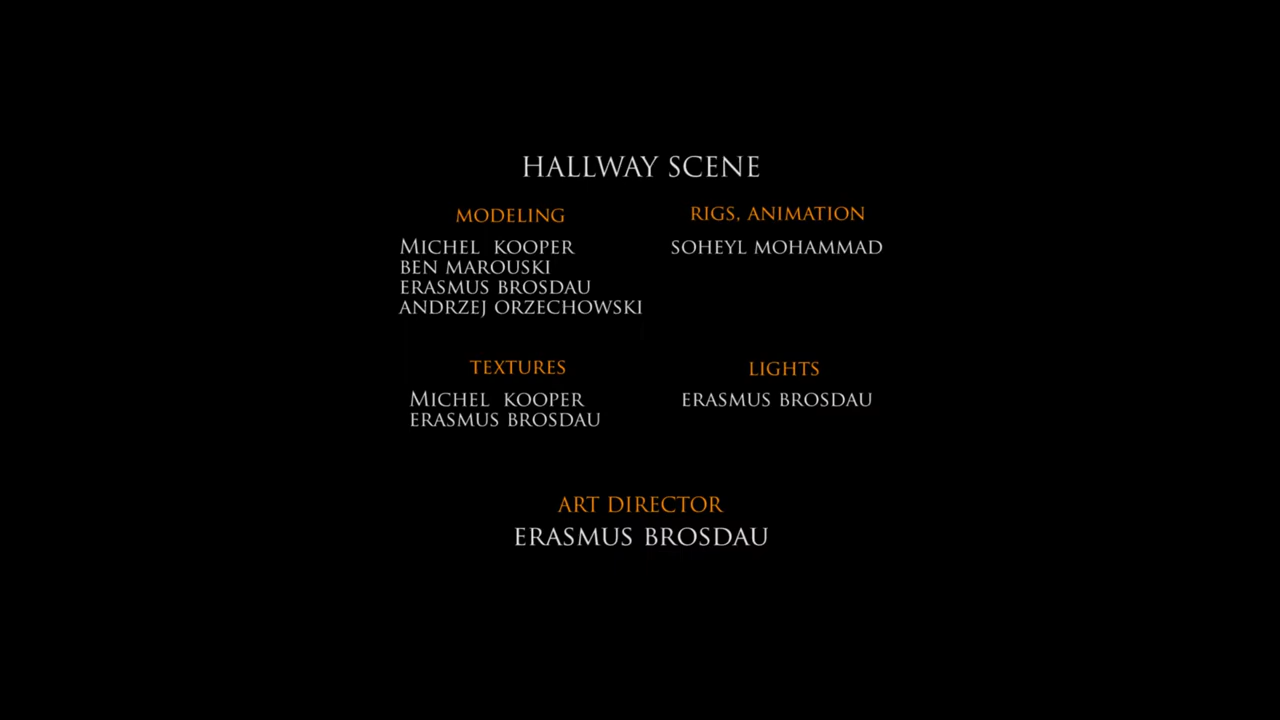 HALLWAY SCENE
MODELING
MICHEL KOOPER
BEN MAROUSKI
ERASMUS BROSDAU
ANDRZEJ ORZECHOWSKI
RIGS, ANIMATION
SOHEYL MOHAMMAD
TEXTURES
MICHEL KOOPER
ERASMUS BROSDAU
LIGHTS
ERASMUS BROSDAU
ART DIRECTOR
ERASMUS BROSDAU